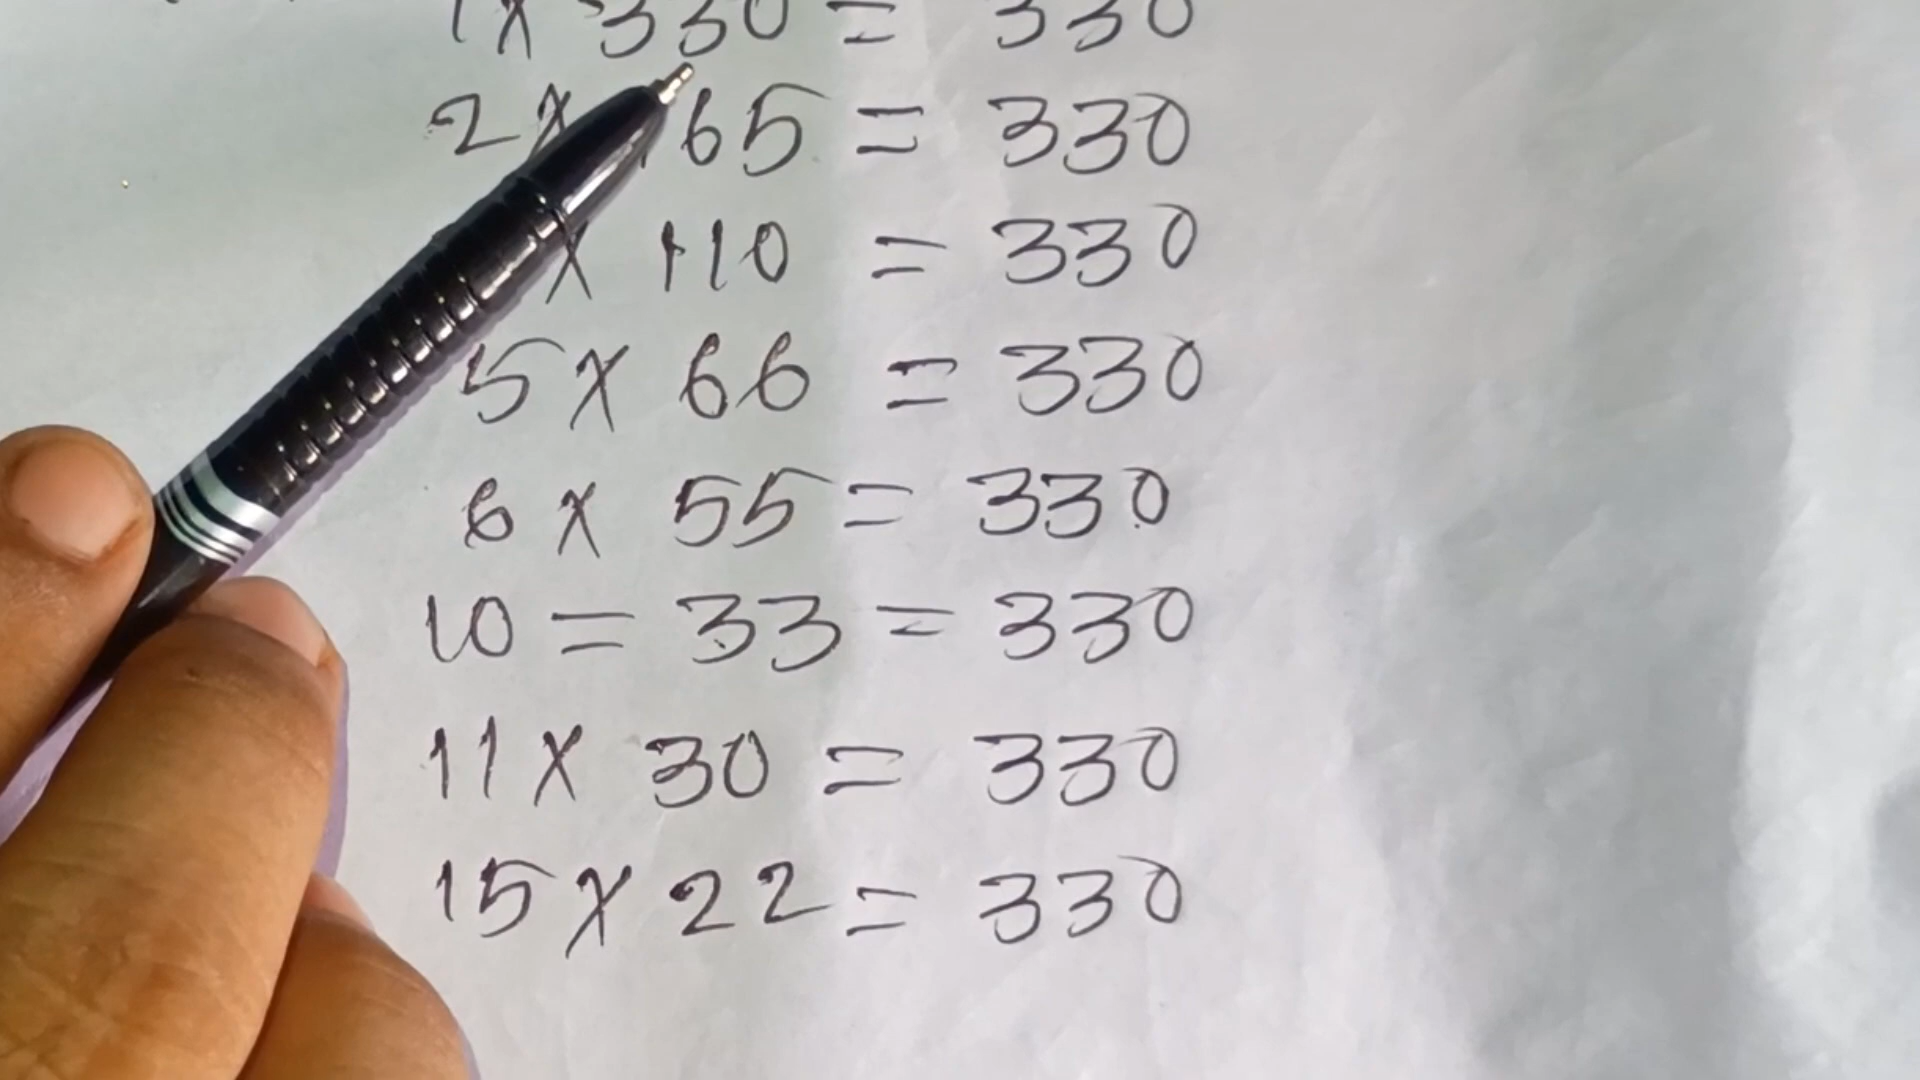 1 x 330 = 330
2 x 165 = 330
x 110 = 330
5 x 66 = 330
6 x 55 = 330
10 = 33 = 330
11 x 30 = 330
15 x 22 = 330